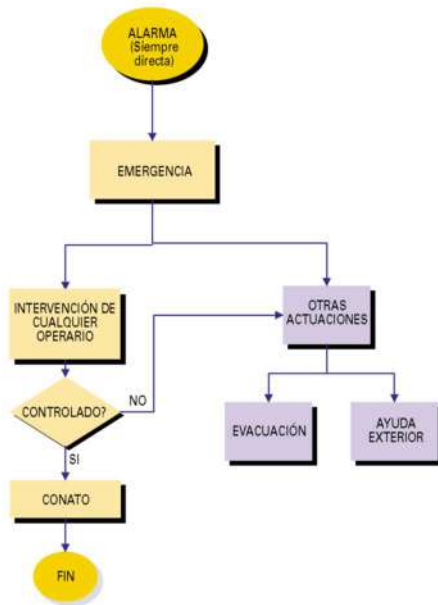 ALARMA
(Siempre
directa)
EMERGENCIA
INTERVENCIÓN DE
CUALQUIER
OPERARIO
OTRAS
ACTUACIONES
CONTROLADO?
NO
SI
EVACUACIÓN
AYUDA
EXTERIOR
CONATO
FIN